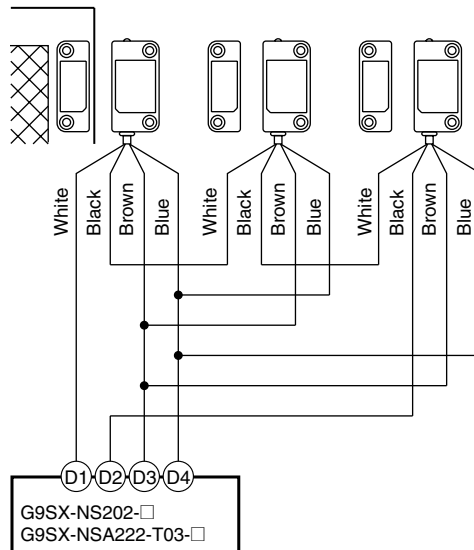 White
Black
Brown
Blue
White
Black
Brown
Blue
White
Black
Brown
Blue
D1 D2 D3 D4
G9SX-NS202-□
G9SX-NSA222-T03-□